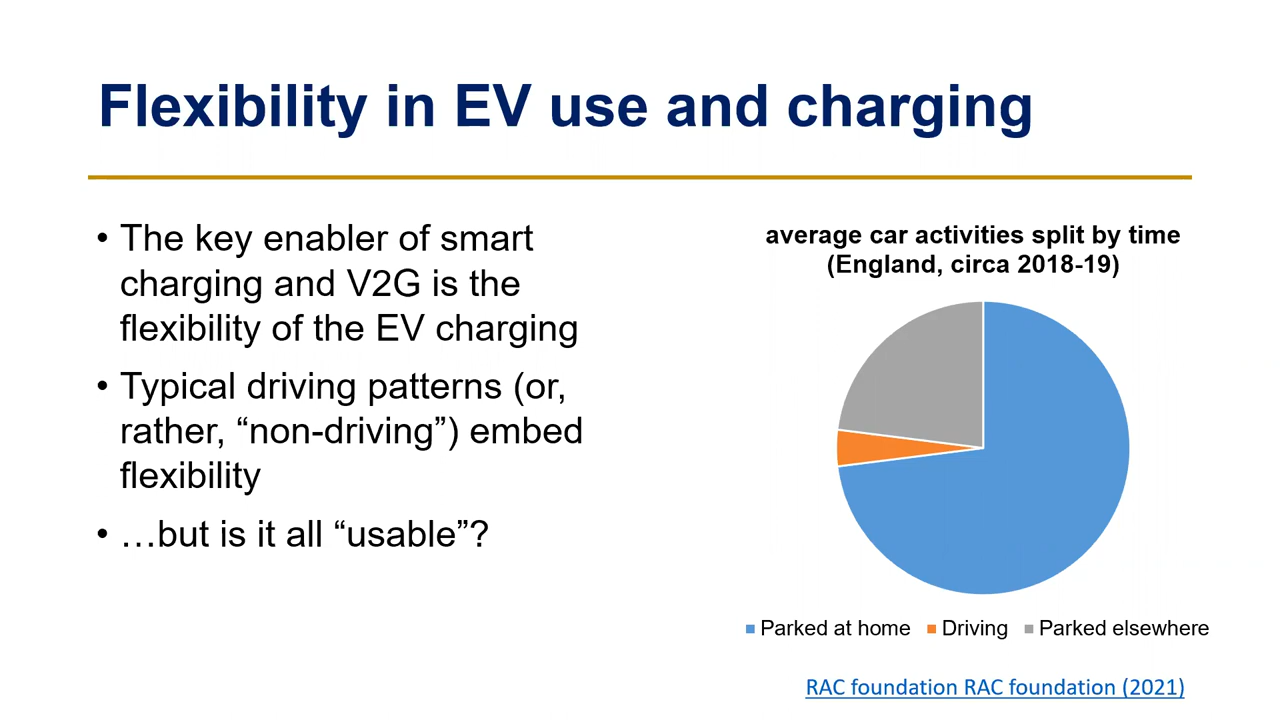 Flexibility in EV use and charging
• The key enabler of smart
charging and V2G is the
flexibility of the EV charging
• Typical driving patterns (or,
rather, “non-driving”) embed
flexibility
• …but is it all “usable”?
average car activities split by time
(England, circa 2018-19)
Parked at home Driving Parked elsewhere
RAC foundation RAC foundation (2021)